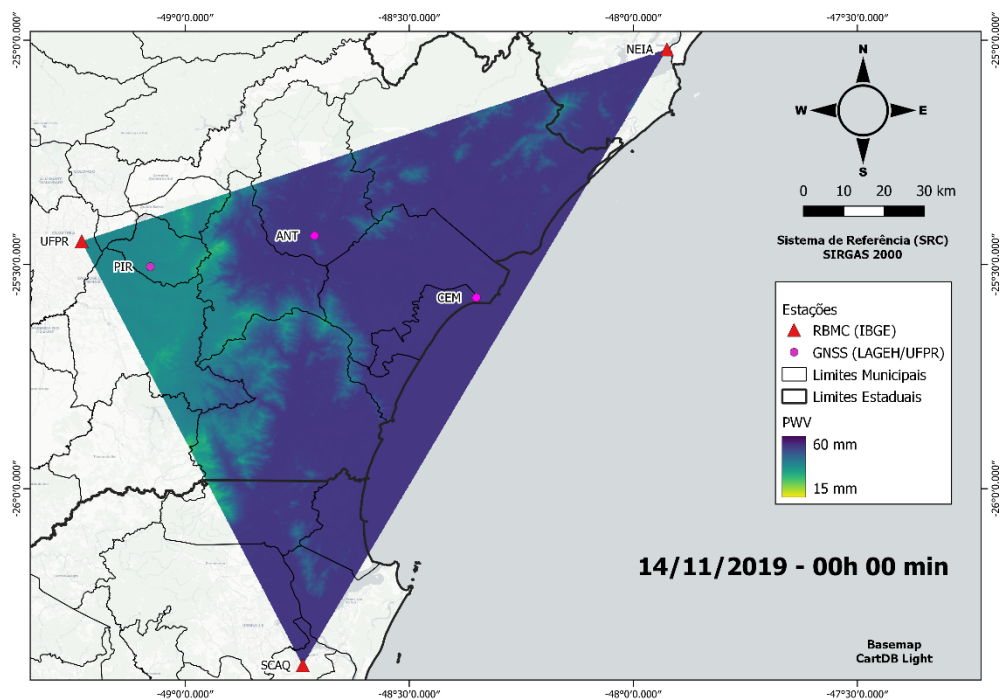 -49°0'0.000" -48°30'0.000" -48°0'0.000" -47°30'0.000"
-25°0'0.000" -25°0'0.000"
NEIA
N
W E
S
0 10 20 30 km
Sistema de Referência (SRC)
SIRGAS 2000
UFPR
ANT
PIR
-25°30'0.000" -25°30'0.000"
CEM
Estações
RBMC (IBGE)
GNSS (LAGEH/UFPR)
Limites Municipais
Limites Estaduais
PWV
60 mm
15 mm
-26°0'0.000" -26°0'0.000"
14/11/2019 - 00h 00 min
Basemap
CartDB Light
SCAQ
-49°0'0.000" -48°30'0.000" -48°0'0.000" -47°30'0.000"